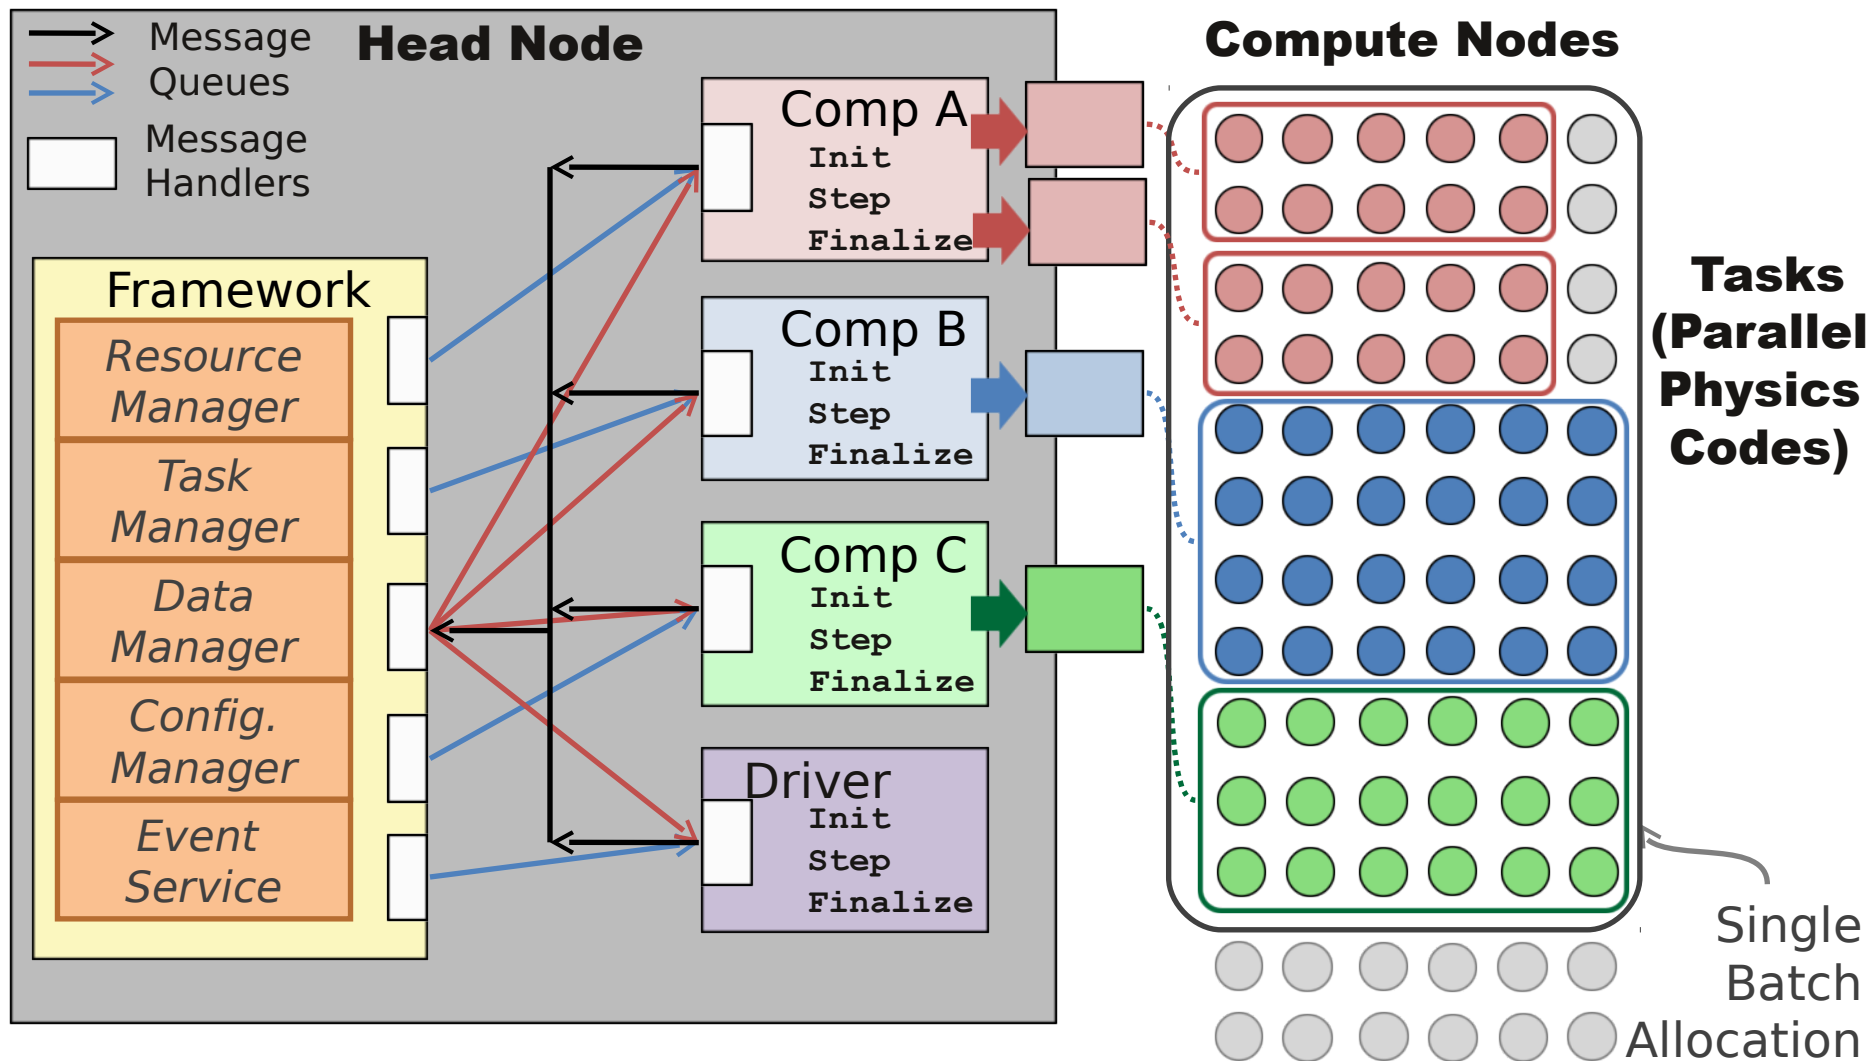 Message
Queues
Message
Handlers
Head Node
Framework
Resource
Manager
Task
Manager
Data
Manager
Config.
Manager
Event
Service
Comp A
Init
Step
Finalize
Comp B
Init
Step
Finalize
Comp C
Init
Step
Finalize
Driver
Init
Step
Finalize
Compute Nodes
Tasks
(Parallel
Physics
Codes)
Single
Batch
Allocation